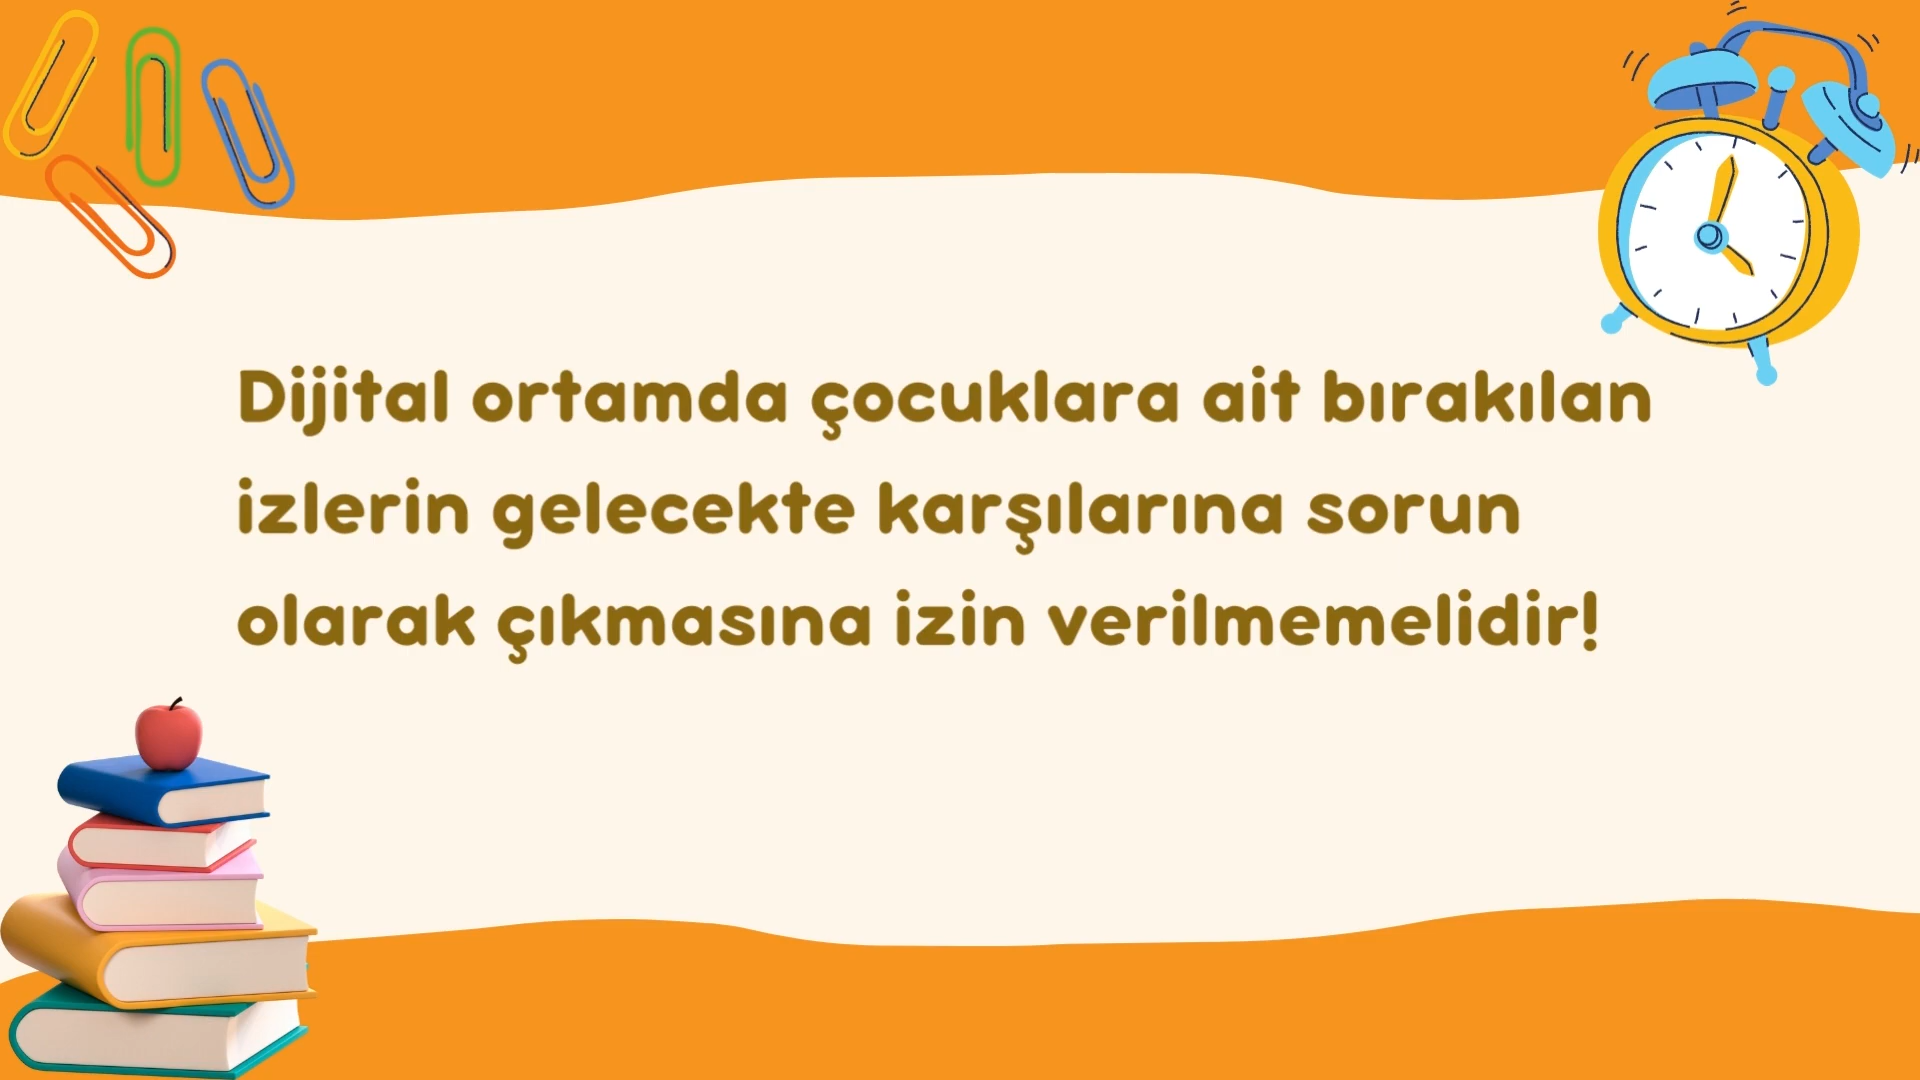 Dijital ortamda çocuklara ait bırakılan
izlerin gelecekte karşılarına sorun
olarak çıkmasına izin verilmemelidir!